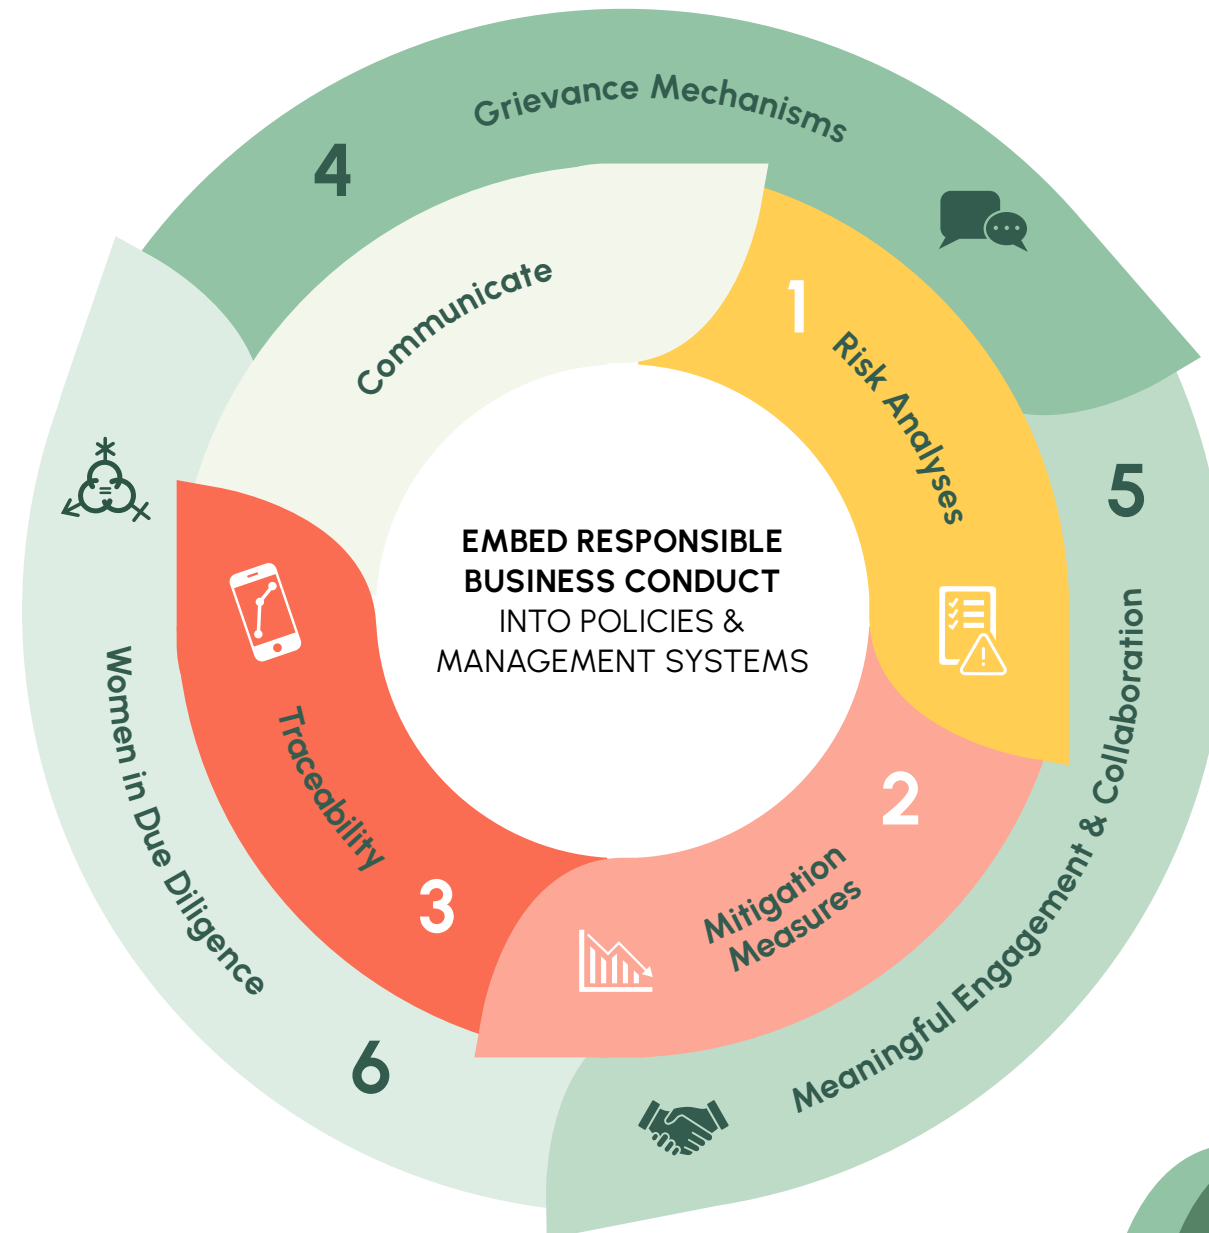 4
Grievance Mechanisms
Communicate
1
Risk Analyses
5
Meaningful Engagement & Collaboration
EMBED RESPONSIBLE
BUSINESS CONDUCT
INTO POLICIES &
MANAGEMENT SYSTEMS
2
Mitigation
Measures
3
Traceability
6
Women in Due Diligence